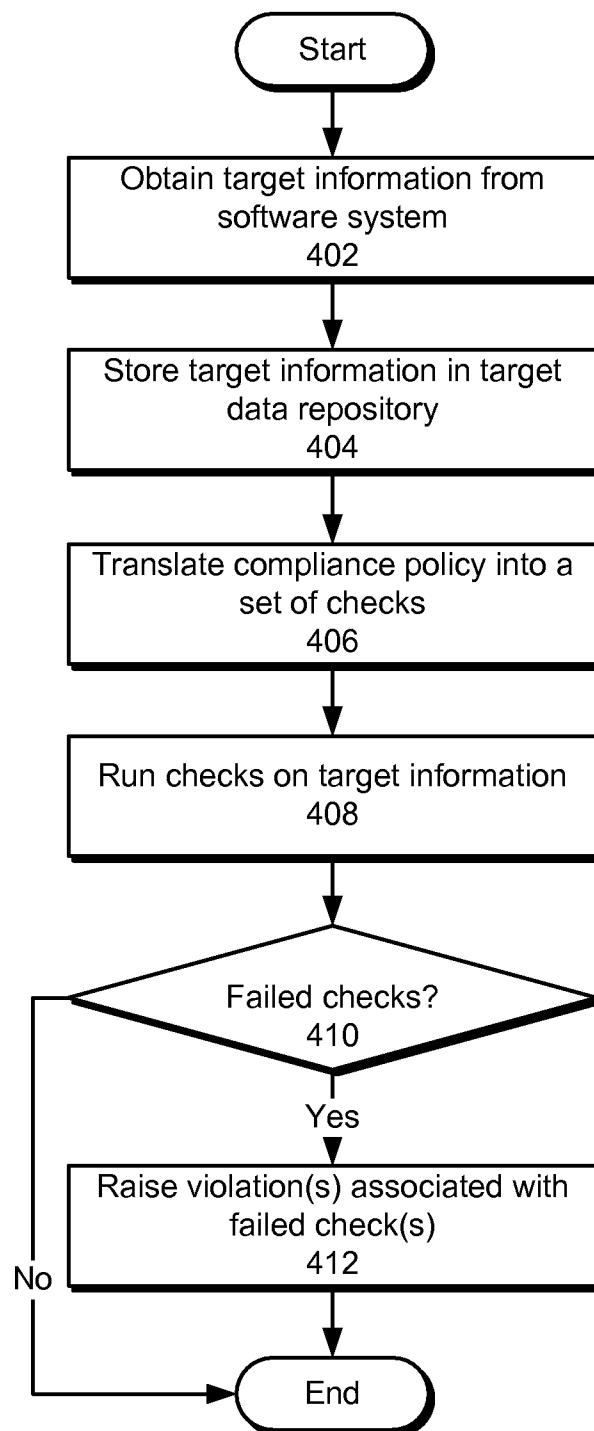 Start
Obtain target information from
software system
402
Store target information in target
data repository
404
Translate compliance policy into a
set of checks
406
Run checks on target information
408
Failed checks?
410
Yes
Raise violation(s) associated with
failed check(s)
412
No
End